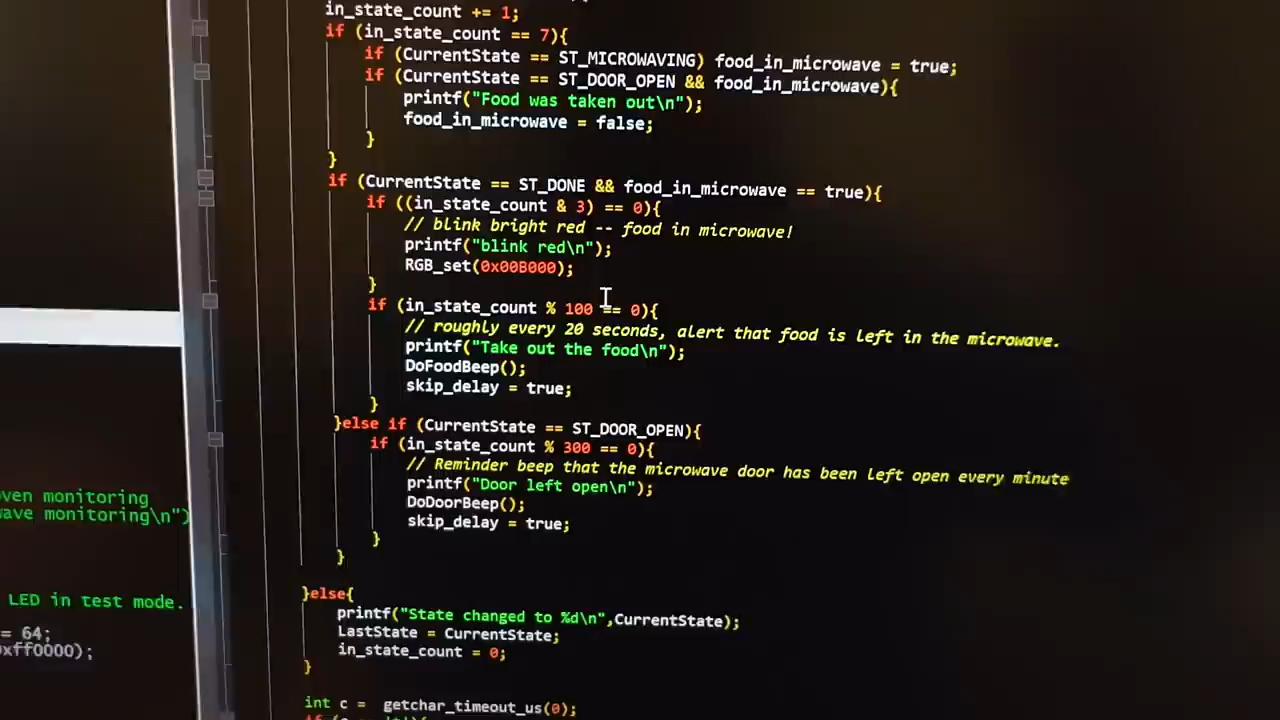 in_state_count += 1;
if (in_state_count == 7){
if (CurrentState == ST_MICROWAVING) food_in_microwave = true;
if (CurrentState == ST_DOOR_OPEN && food_in_microwave){
printf("Food was taken out\n");
food_in_microwave = false;
}
}
if (CurrentState == ST_DONE && food_in_microwave == true){
if ((in_state_count & 3) == 0){
// blink bright red -- food in microwave!
printf("blink red\n");
RGB_set(0x00B000);
}
if (in_state_count % 100 == 0){
// roughly every 20 seconds, alert that food is left in the microwave.
printf("Take out the food\n");
DoFoodBeep();
skip_delay = true;
}
}else if (CurrentState == ST_DOOR_OPEN){
if (in_state_count % 300 == 0){
// Reminder beep that the microwave door has been left open every minute
printf("Door left open\n");
DoDoorBeep();
skip_delay = true;
}
}
}else{
printf("State changed to %d\n",CurrentState);
LastState = CurrentState;
in_state_count = 0;
}
int c = getchar_timeout_us(0);
oven monitoring
wave monitoring\n")
LED in test mode.
= 64;
0xff0000);